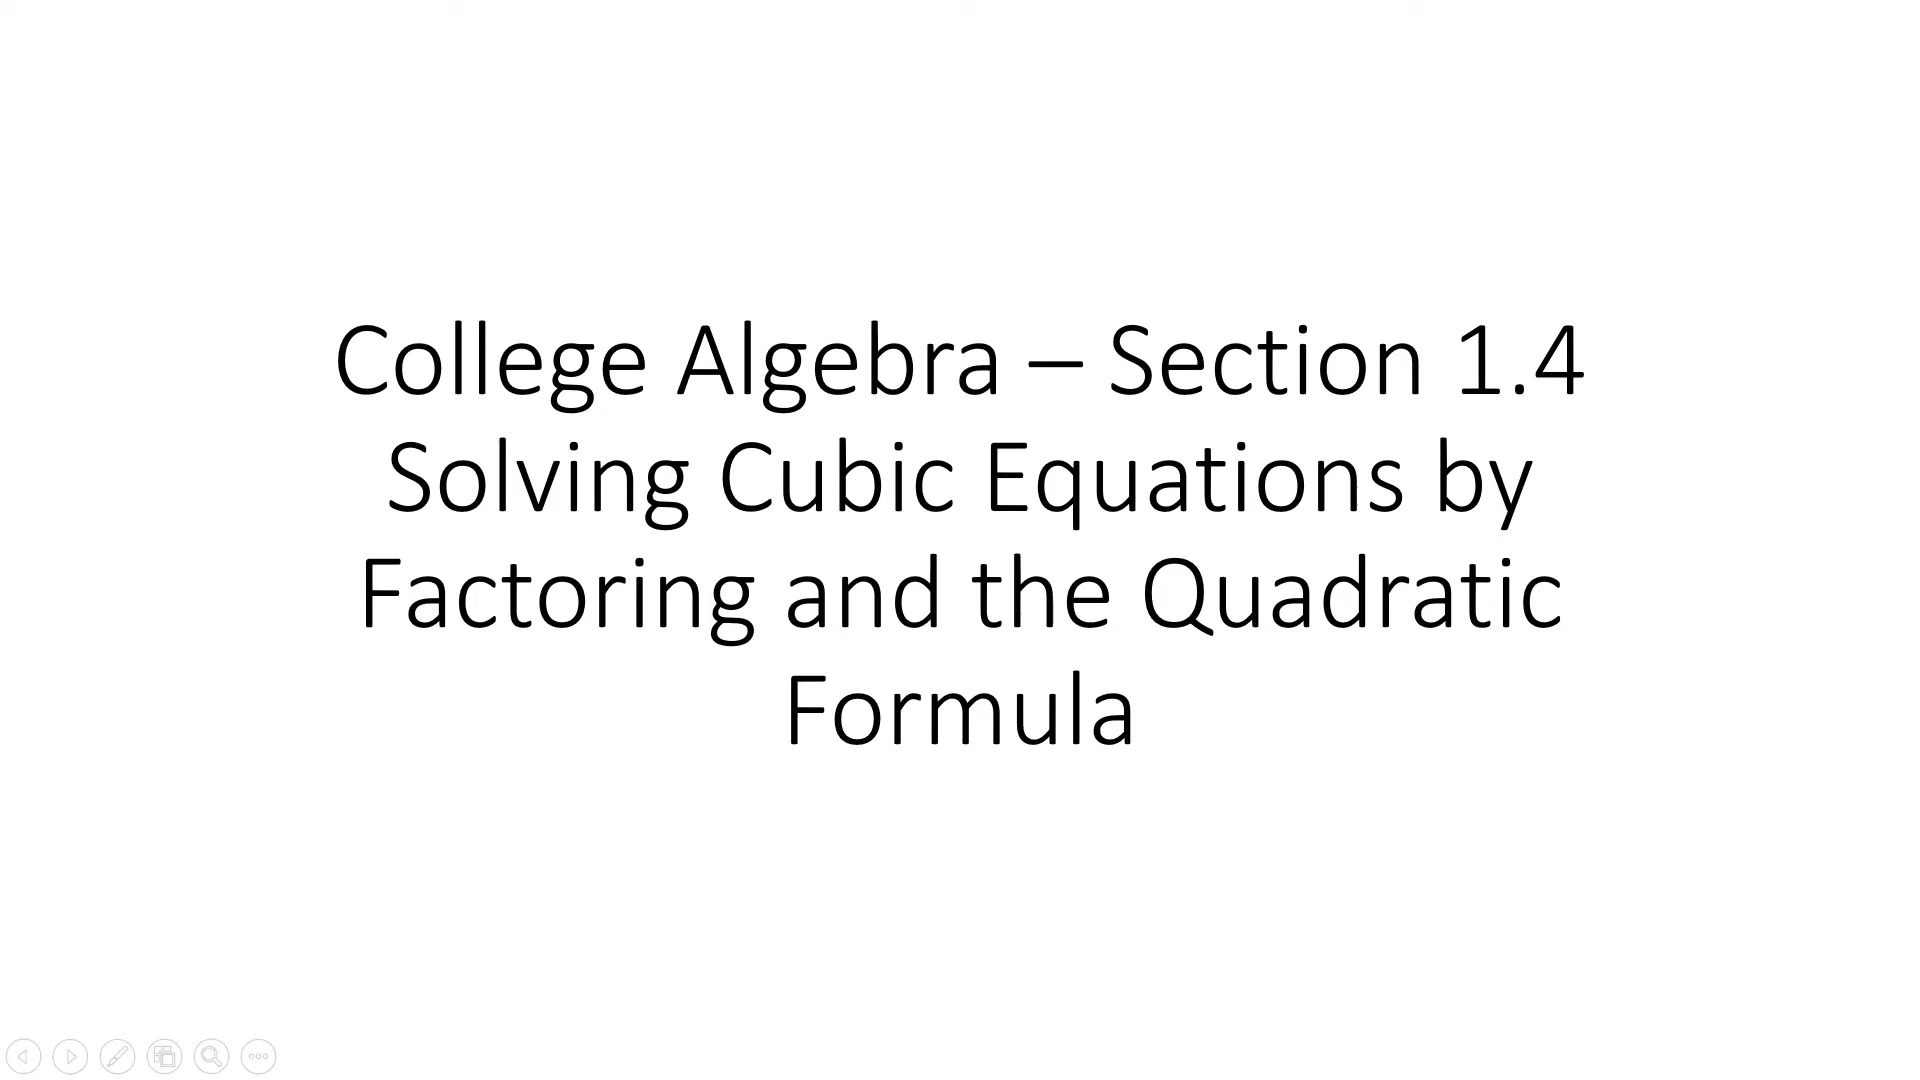 College Algebra – Section 1.4
Solving Cubic Equations by
Factoring and the Quadratic
Formula